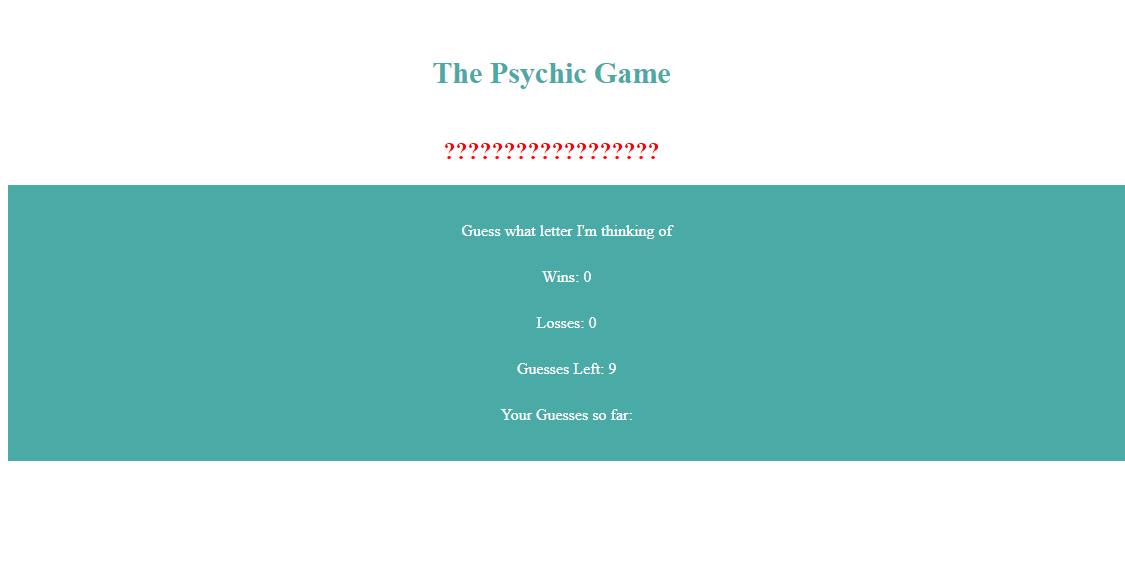 The Psychic Game
??????????????????
Guess what letter I'm thinking of
Wins: 0
Losses: 0
Guesses Left: 9
Your Guesses so far: